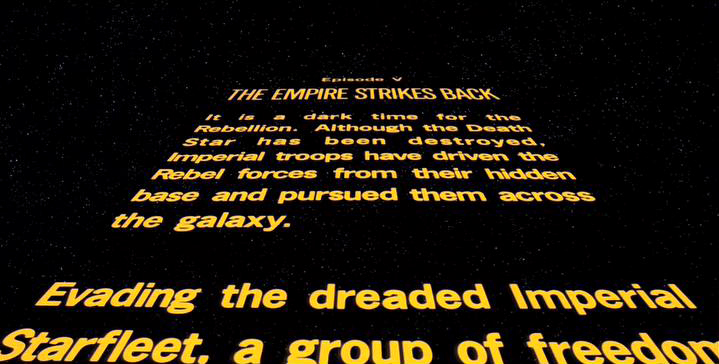 Episode V
THE EMPIRE STRIKES BACK
It is a dark time for the
Rebellion. Although the Death
Star has been destroyed,
Imperial troops have driven the
Rebel forces from their hidden
base and pursued them across
the galaxy.
Evading the dreaded Imperial
Starfleet, a group of freedom